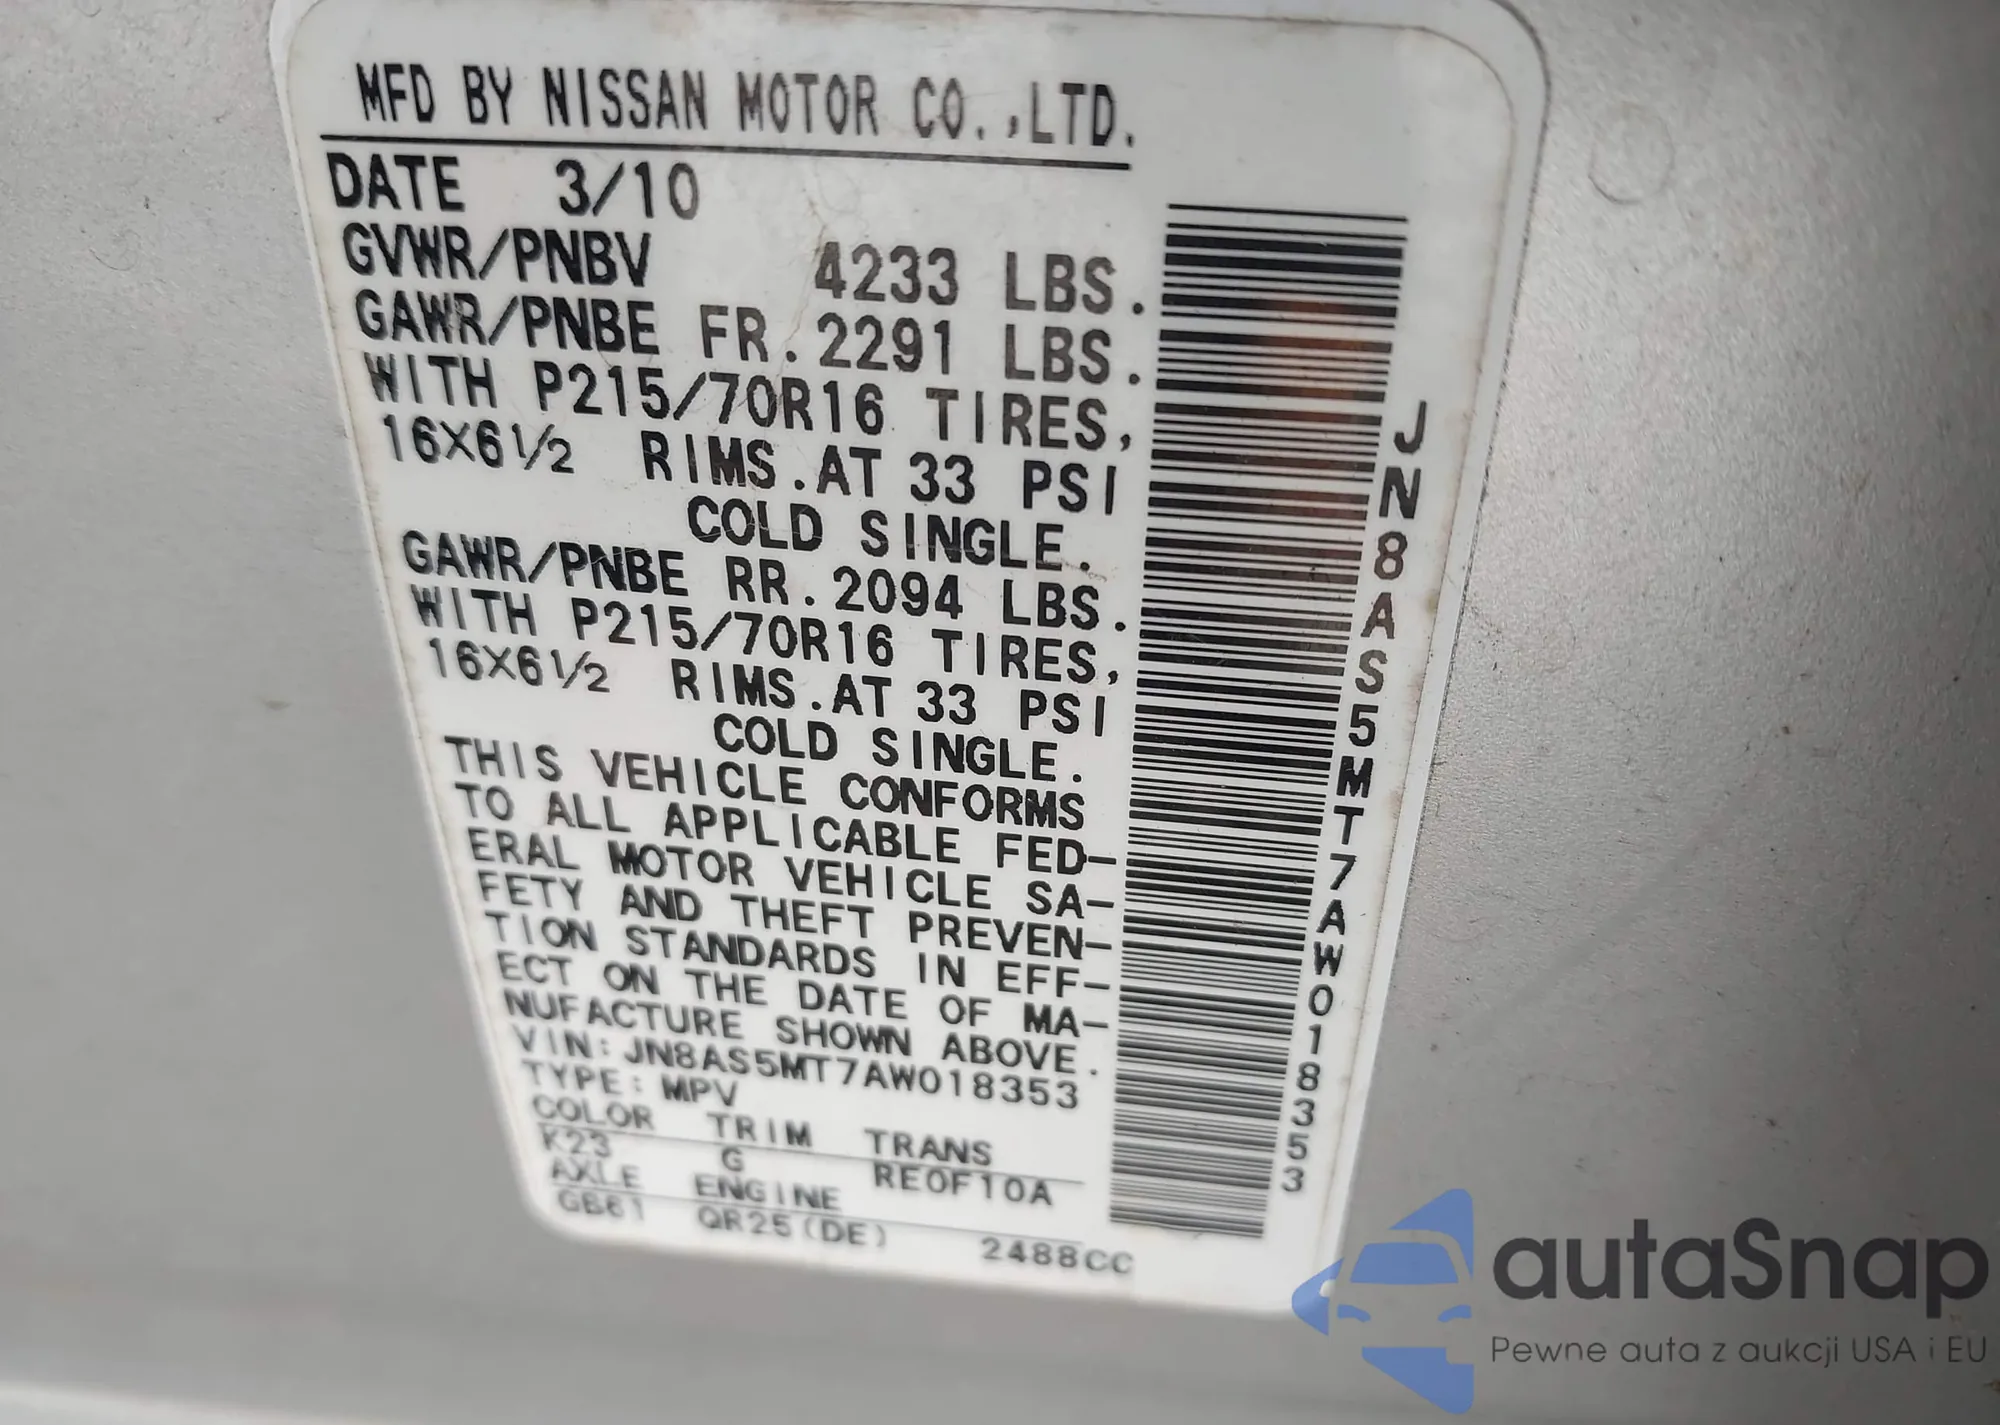 MFD BY NISSAN MOTOR CO.,LTD.
DATE 3/10
GVWR/PNBV 4233 LBS.
GAWR/PNBE FR. 2291 LBS.
WITH P215/70R16 TIRES,
16X6 1/2 RIMS. AT 33 PSI
COLD SINGLE.
GAWR/PNBE RR. 2094 LBS.
WITH P215/70R16 TIRES,
16X6 1/2 RIMS. AT 33 PSI
COLD SINGLE.
THIS VEHICLE CONFORMS
TO ALL APPLICABLE FED-
ERAL MOTOR VEHICLE SA-
FETY AND THEFT PREVEN-
TION STANDARDS IN EFF-
ECT ON THE DATE OF MA-
NUFACTURE SHOWN ABOVE.
VIN: JN8AS5MT7AW018353
TYPE: MPV
COLOR TRIM TRANS
K23 G RE0F10A
AXLE ENGINE
GB61 QR25(DE) 2488CC
JN8AS5MT7AW018353
autaSnap
Pewne auta z aukcji USA i EU